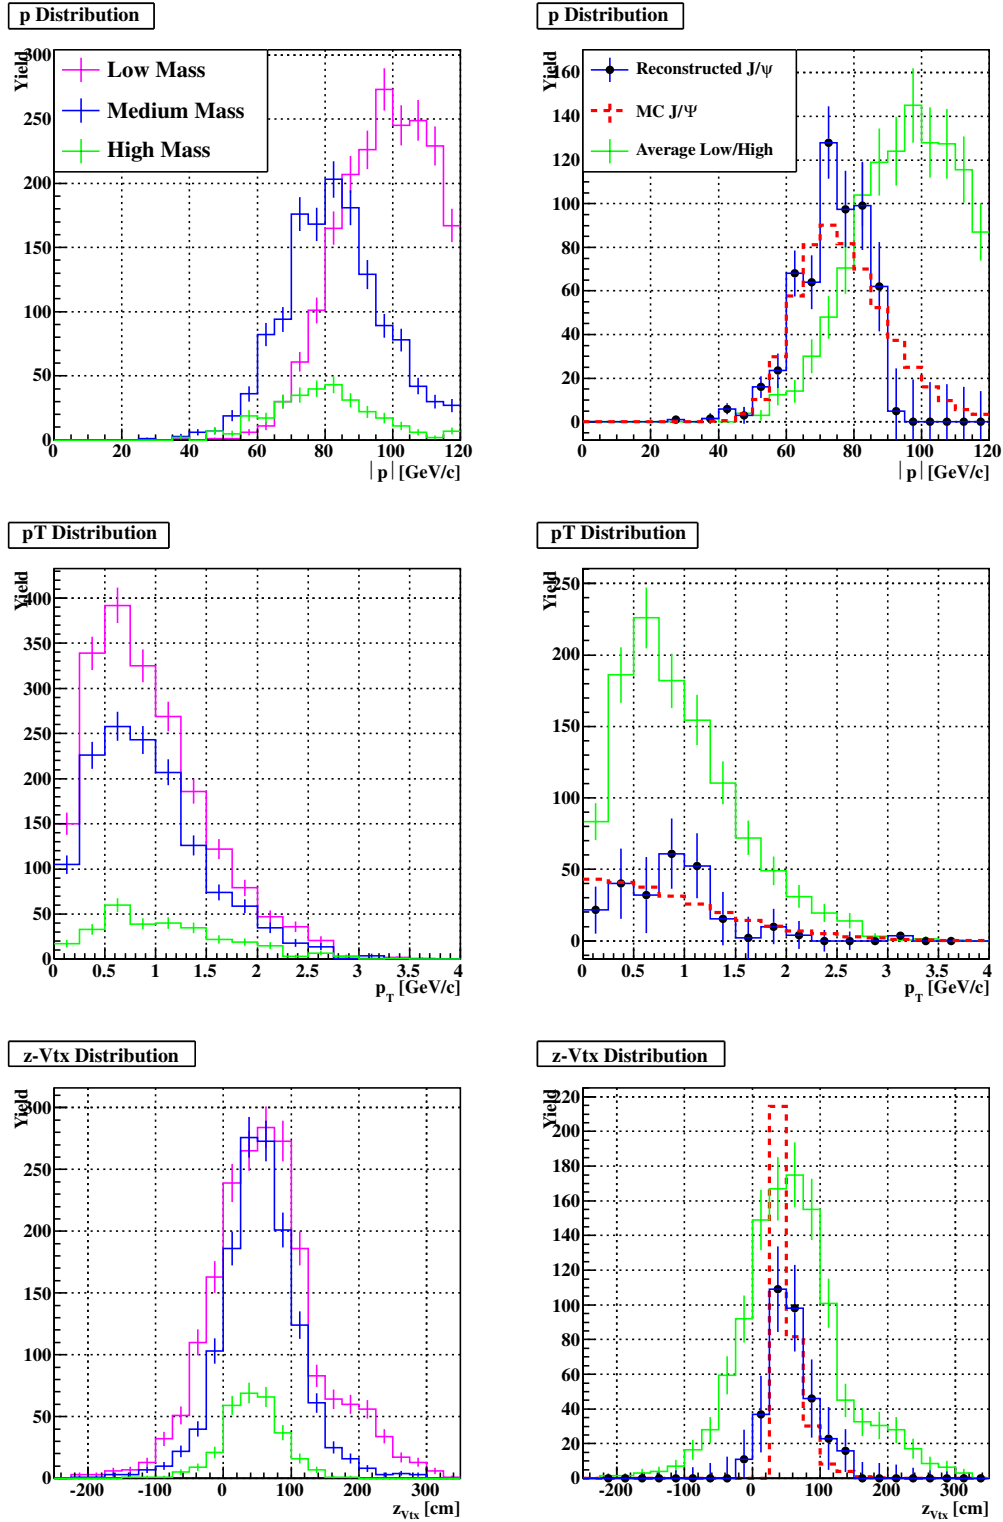 p Distribution
Yield
300
250
200
150
100
50
0
Low Mass
Medium Mass
High Mass
0 20 40 60 80 100 120
|p| [GeV/c]
p Distribution
Yield
160
140
120
100
80
60
40
20
0
Reconstructed J/ψ
MC J/Ψ
Average Low/High
0 20 40 60 80 100 120
|p| [GeV/c]
pT Distribution
Yield
400
350
300
250
200
150
100
50
0
0 0.5 1 1.5 2 2.5 3 3.5 4
p_T [GeV/c]
pT Distribution
Yield
250
200
150
100
50
0
0 0.5 1 1.5 2 2.5 3 3.5 4
p_T [GeV/c]
z-Vtx Distribution
Yield
300
250
200
150
100
50
0
-200 -100 0 100 200 300
z_Vtx [cm]
z-Vtx Distribution
Yield
220
200
180
160
140
120
100
80
60
40
20
0
-200 -100 0 100 200 300
z_Vtx [cm]